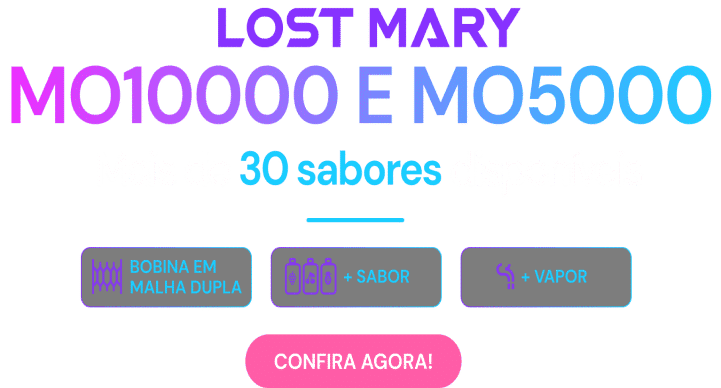 LOST MARY
MO10000 E MO5000
30 sabores
BOBINA EM
MALHA DUPLA
+ SABOR
+ VAPOR
CONFIRA AGORA!